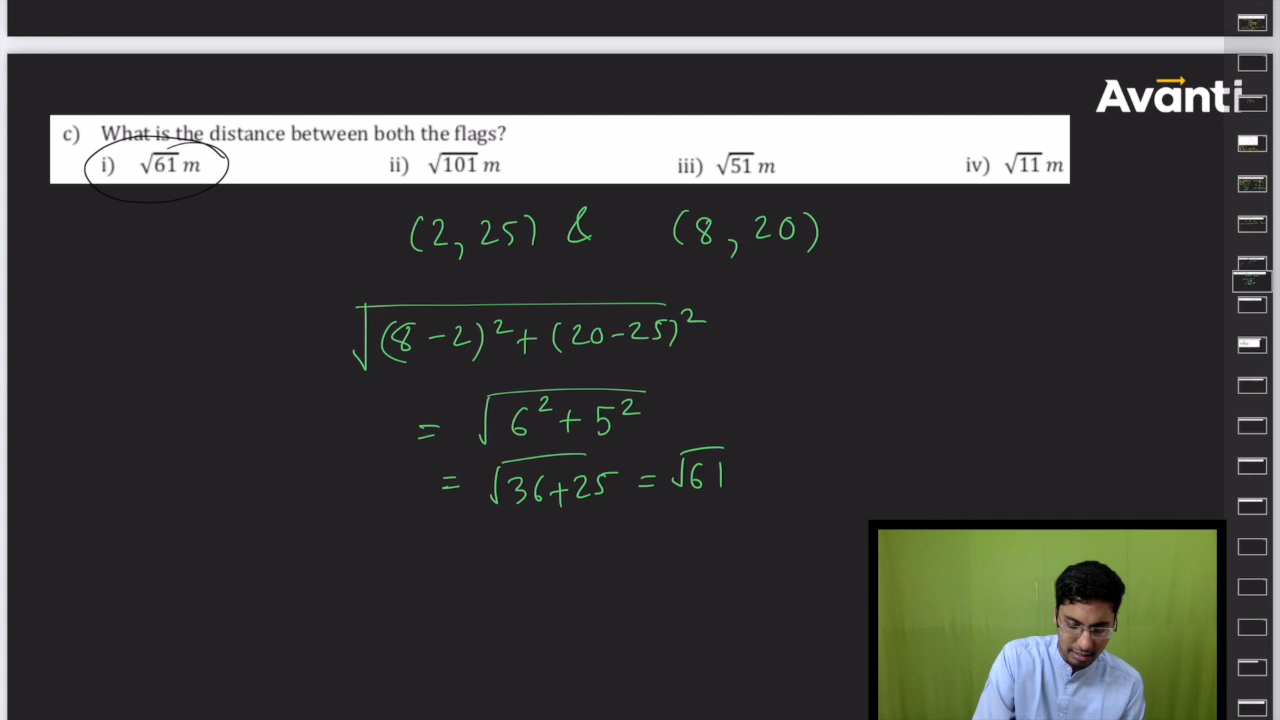 Avanti
c) What is the distance between both the flags?
i) √61 m ii) √101 m iii) √51 m iv) √11 m
(2, 25) & (8, 20)
√(8-2)² + (20-25)²
= √6² + 5²
= √36+25 = √61